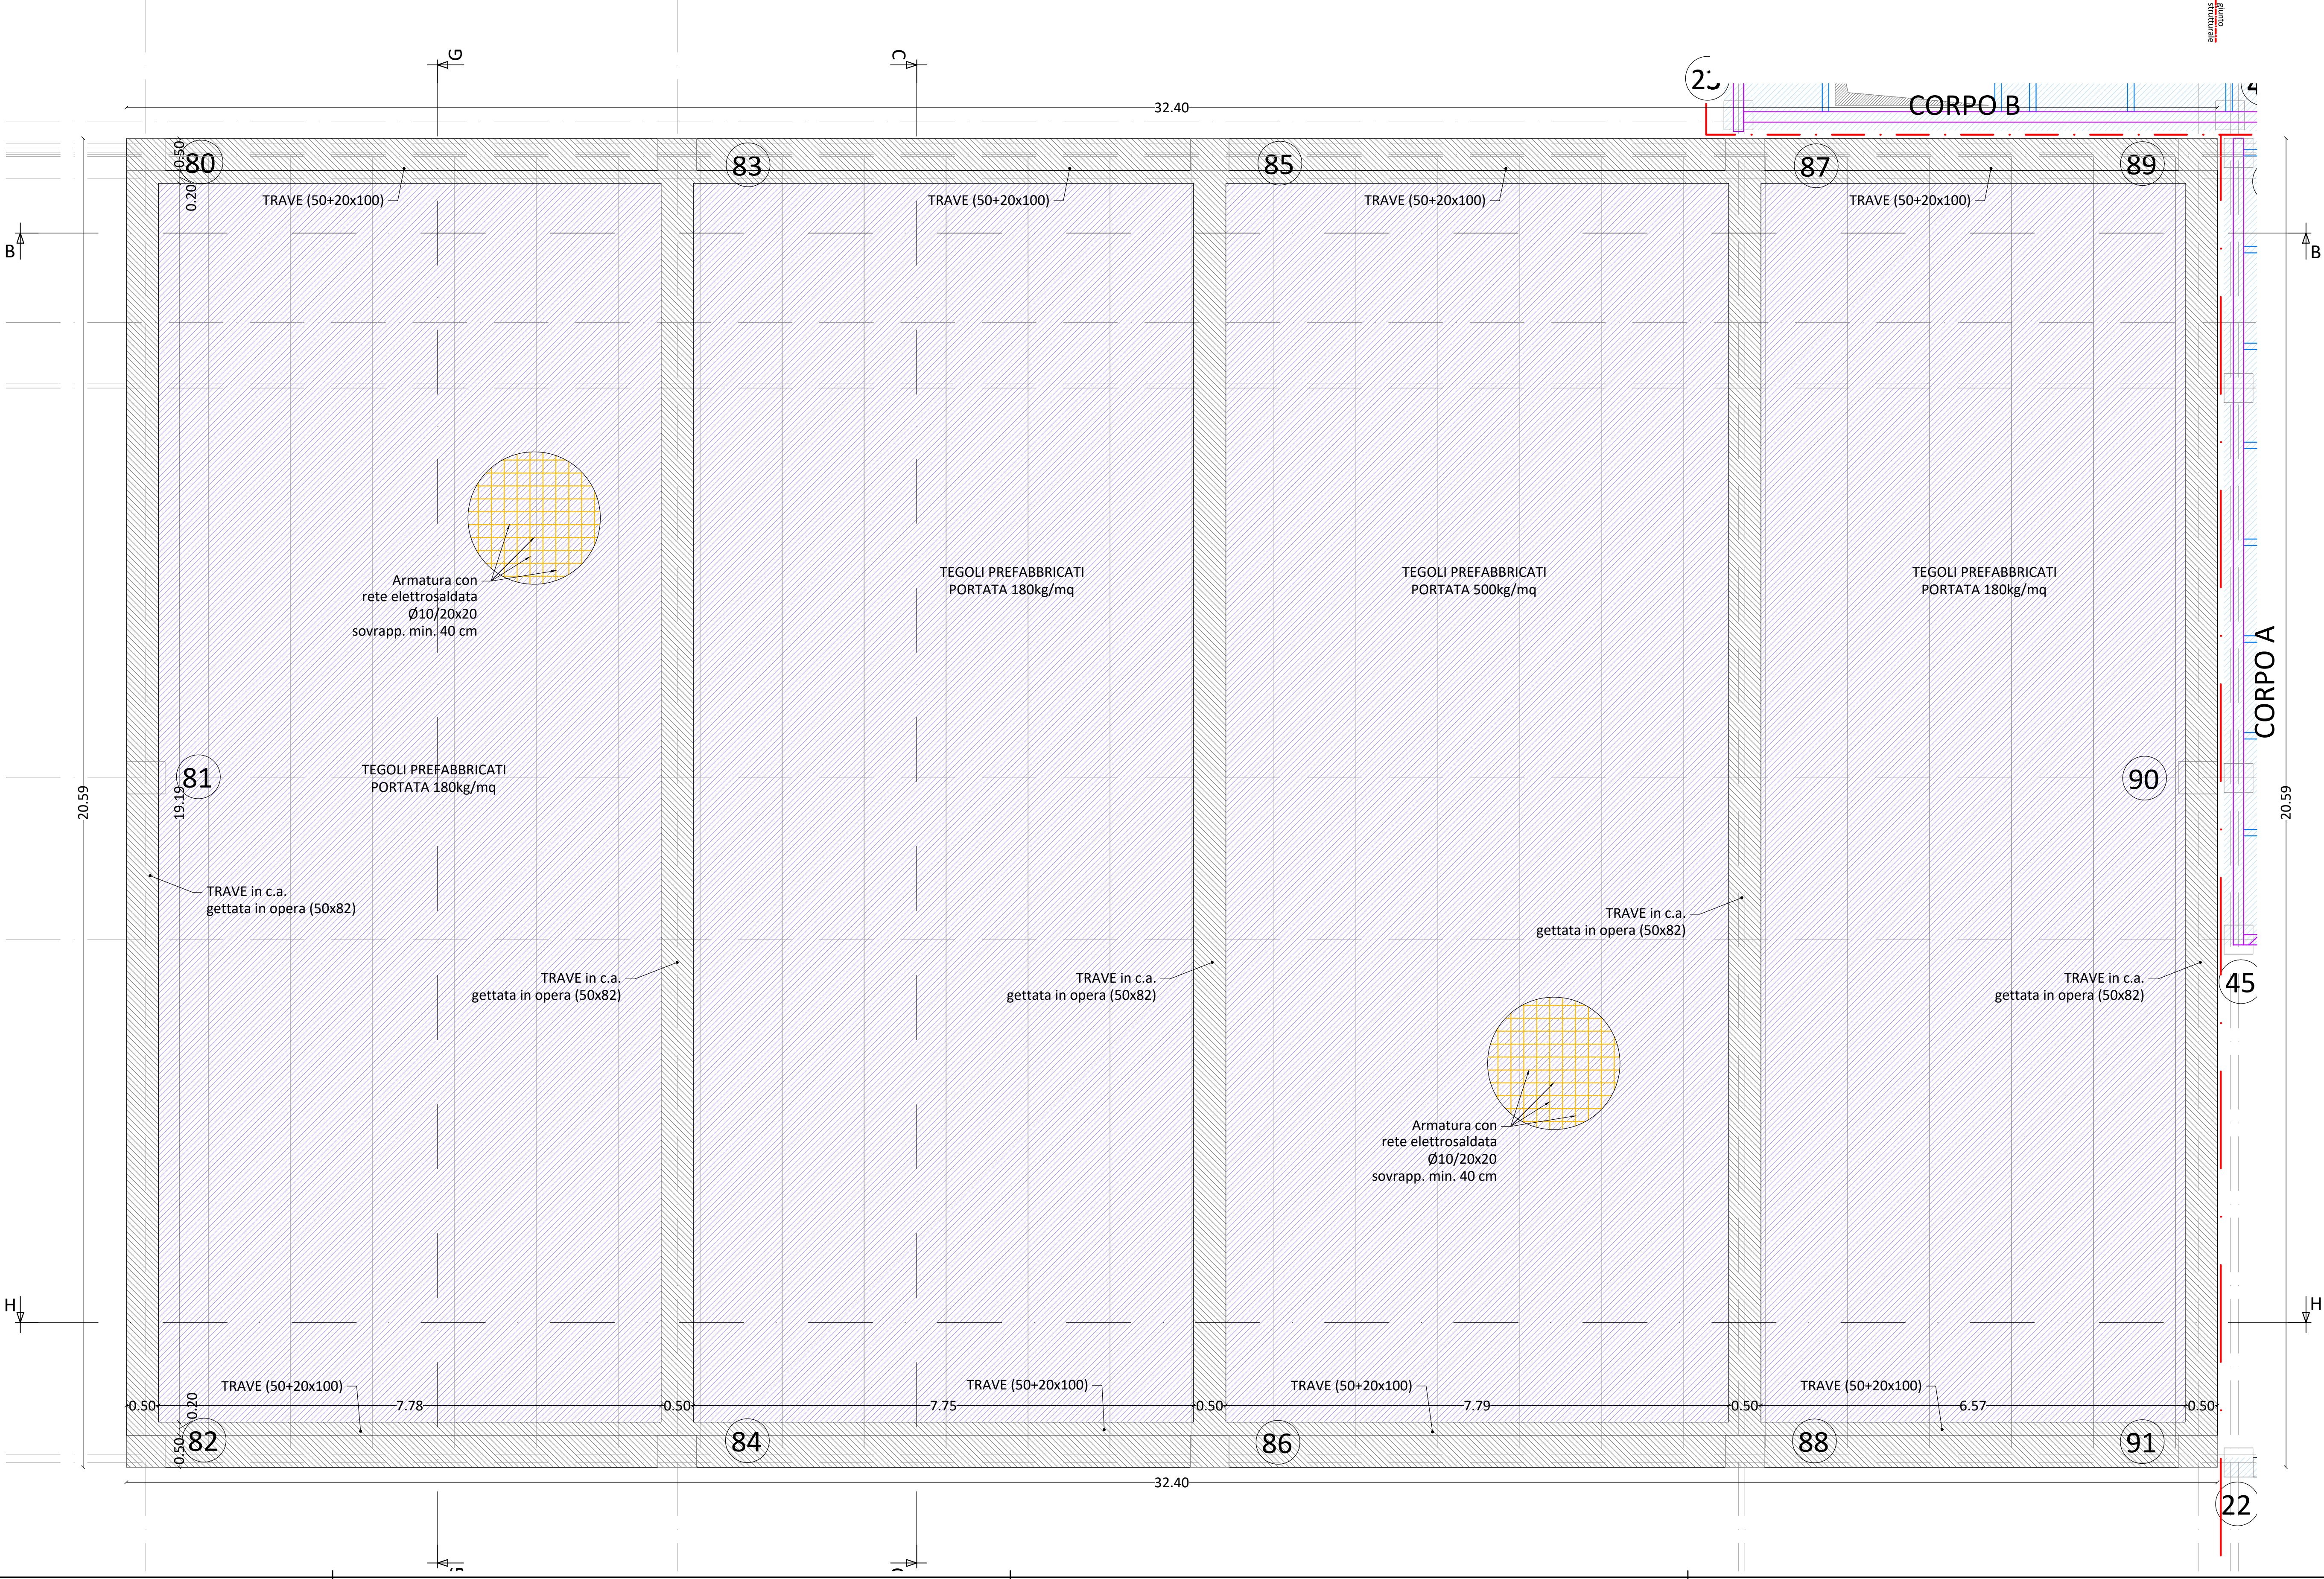 giunto
strutturale
G
C
32.40
CORPO B
80
83
85
87
89
0.50
0.20
TRAVE (50+20x100)
TRAVE (50+20x100)
TRAVE (50+20x100)
TRAVE (50+20x100)
B
B
Armatura con
rete elettrosaldata
Ø10/20x20
sovrapp. min. 40 cm
TEGOLI PREFABBRICATI
PORTATA 180kg/mq
TEGOLI PREFABBRICATI
PORTATA 500kg/mq
TEGOLI PREFABBRICATI
PORTATA 180kg/mq
CORPO A
81
TEGOLI PREFABBRICATI
PORTATA 180kg/mq
90
20.59
19.19
20.59
TRAVE in c.a.
gettata in opera (50x82)
TRAVE in c.a.
gettata in opera (50x82)
TRAVE in c.a.
gettata in opera (50x82)
TRAVE in c.a.
gettata in opera (50x82)
TRAVE in c.a.
gettata in opera (50x82)
45
Armatura con
rete elettrosaldata
Ø10/20x20
sovrapp. min. 40 cm
H
H
TRAVE (50+20x100)
TRAVE (50+20x100)
TRAVE (50+20x100)
TRAVE (50+20x100)
0.50
0.20
7.78
0.50
7.75
0.50
7.79
0.50
6.57
0.50
0.50
82
84
86
88
91
32.40
22